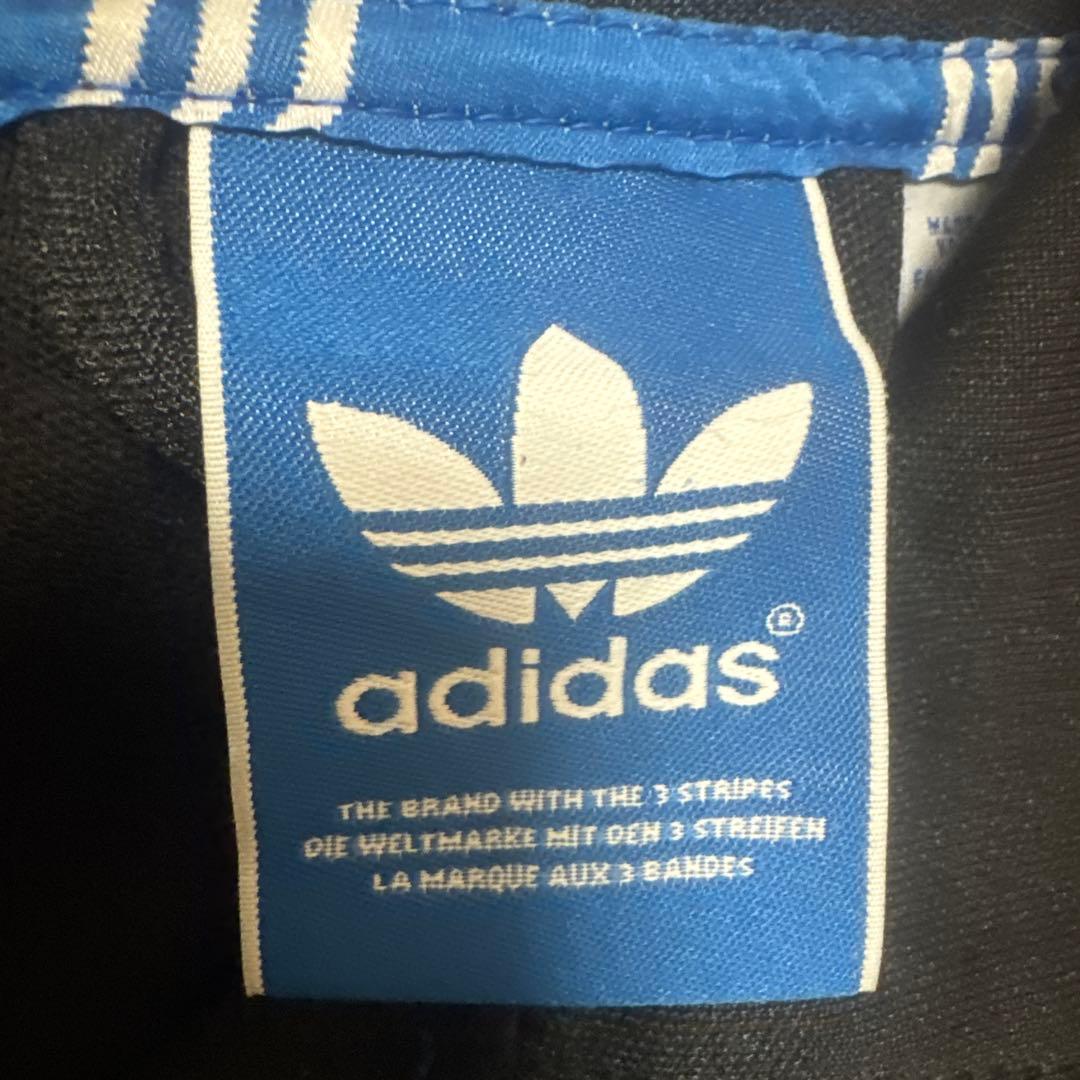 adidas®
THE BRAND WITH THE 3 STRIPES
DIE WELTMARKE MIT DEN 3 STREIFEN
LA MARQUE AUX 3 BANDES